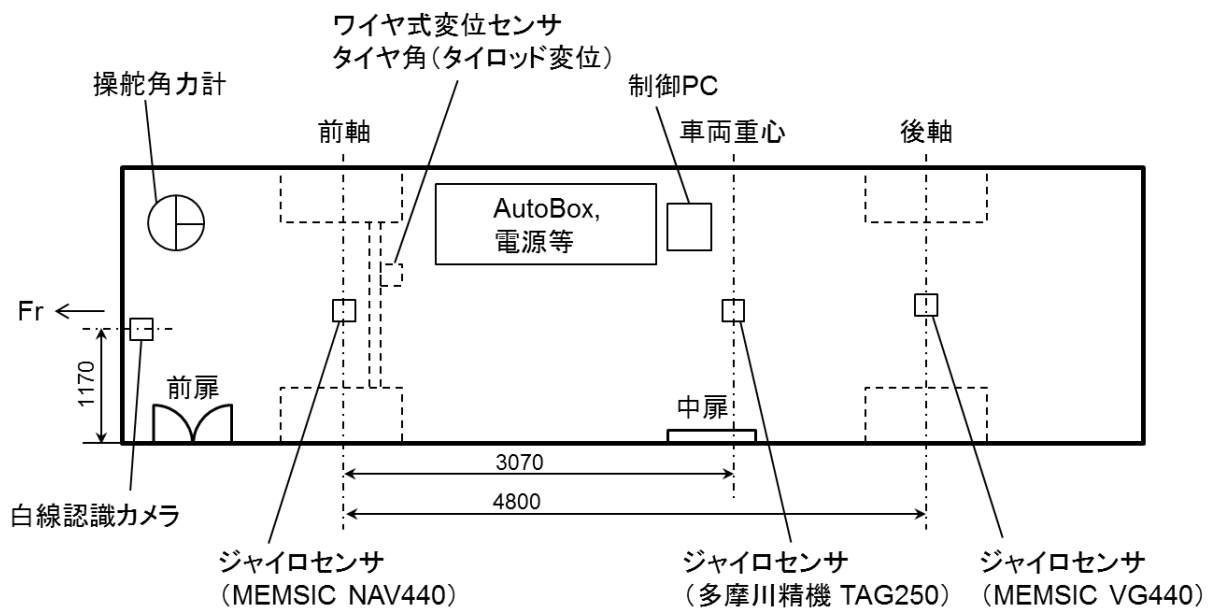 ワイヤ式変位センサ
タイヤ角(タイロッド変位)
操舵角力計
制御PC
前軸
車両重心
後軸
AutoBox,
電源等
Fr
1170
前扉
中扉
3070
4800
白線認識カメラ
ジャイロセンサ
(MEMSIC NAV440)
ジャイロセンサ
(多摩川精機 TAG250)
ジャイロセンサ
(MEMSIC VG440)